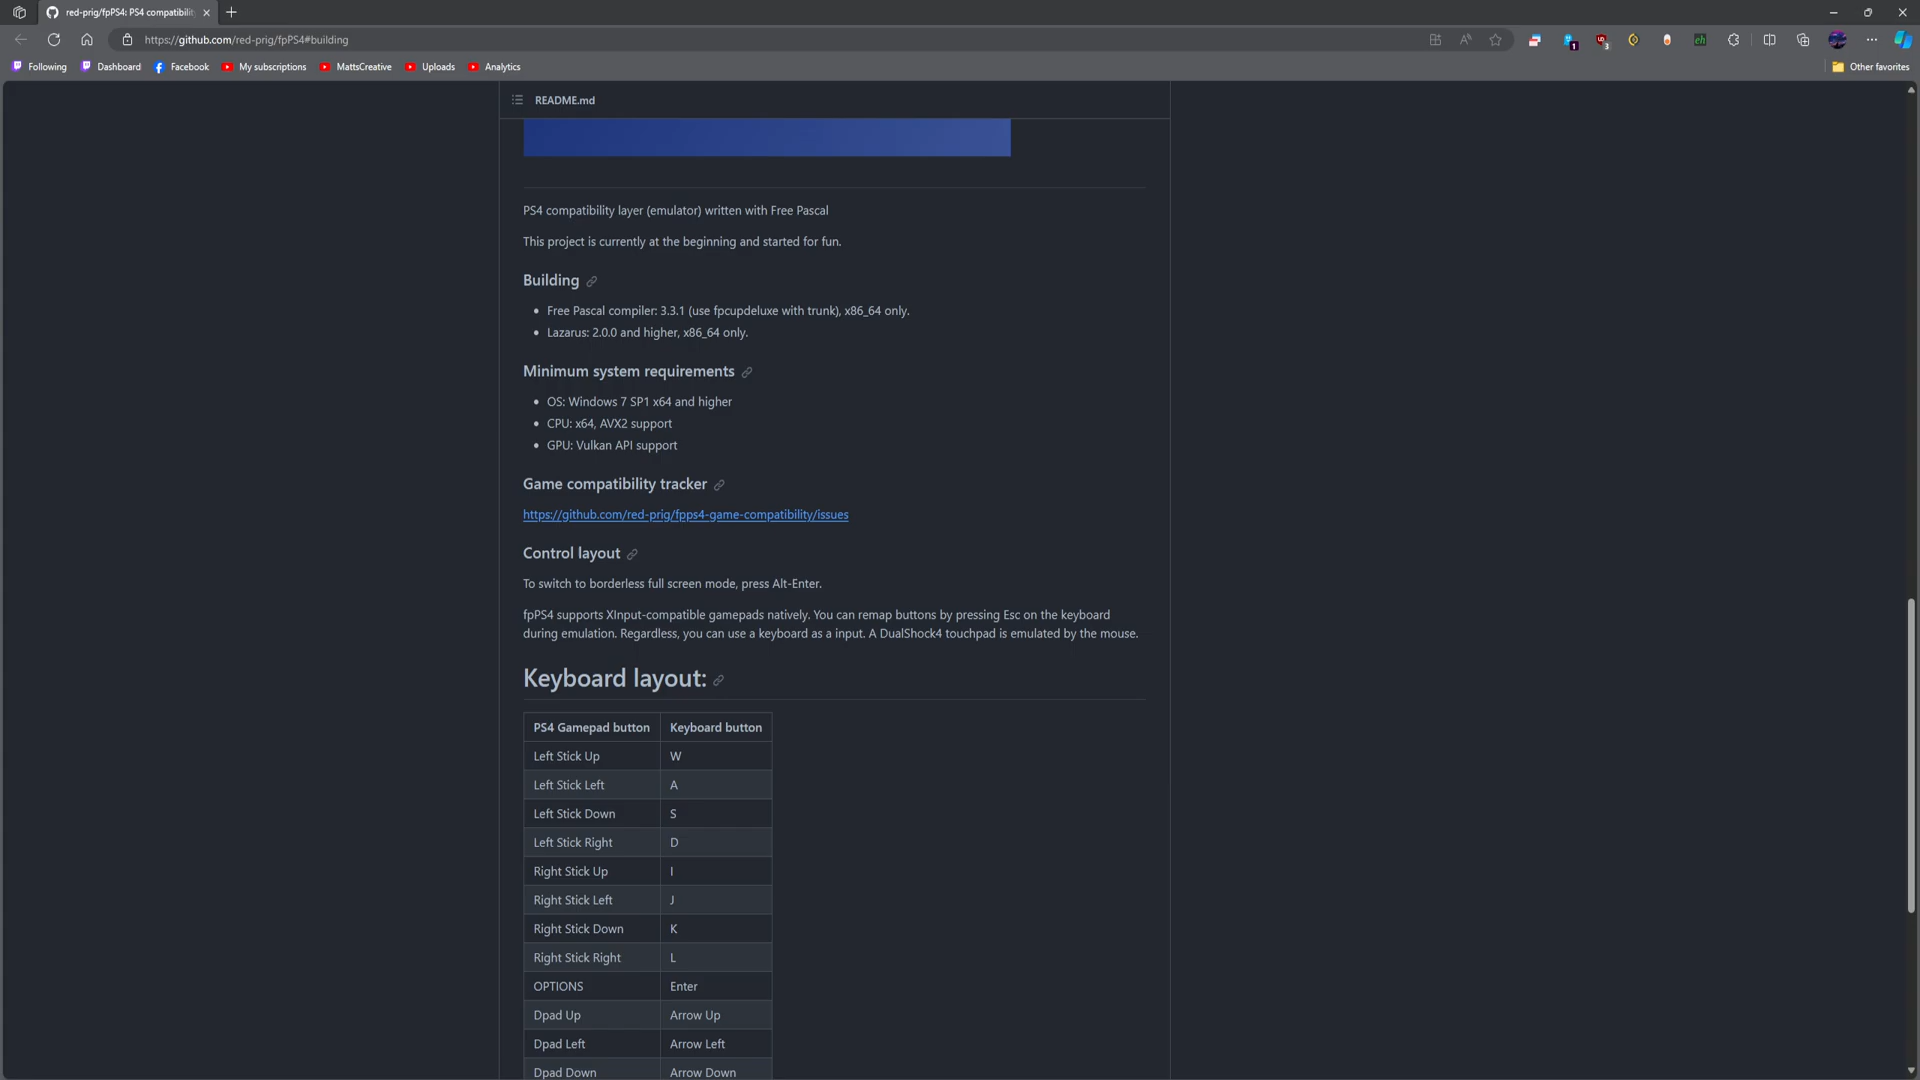 red-prig/fpPS4: PS4 compatibilit
https://github.com/red-prig/fpPS4#building
1
3
eh
Following
Dashboard
Facebook
My subscriptions
MattsCreative
Uploads
Analytics
Other favorites
README.md
PS4 compatibility layer (emulator) written with Free Pascal
This project is currently at the beginning and started for fun.
Building
Free Pascal compiler: 3.3.1 (use fpcupdeluxe with trunk), x86_64 only.
Lazarus: 2.0.0 and higher, x86_64 only.
Minimum system requirements
OS: Windows 7 SP1 x64 and higher
CPU: x64, AVX2 support
GPU: Vulkan API support
Game compatibility tracker
https://github.com/red-prig/fpps4-game-compatibility/issues
Control layout
To switch to borderless full screen mode, press Alt-Enter.
fpPS4 supports XInput-compatible gamepads natively. You can remap buttons by pressing Esc on the keyboard
during emulation. Regardless, you can use a keyboard as a input. A DualShock4 touchpad is emulated by the mouse.
Keyboard layout:
PS4 Gamepad button Keyboard button
Left Stick Up W
Left Stick Left A
Left Stick Down S
Left Stick Right D
Right Stick Up I
Right Stick Left J
Right Stick Down K
Right Stick Right L
OPTIONS Enter
Dpad Up Arrow Up
Dpad Left Arrow Left
Dpad Down Arrow Down